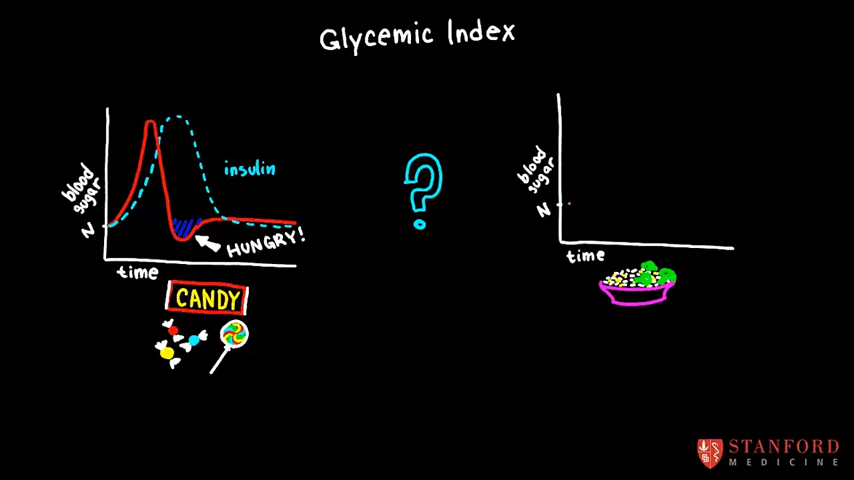 Glycemic Index
blood
sugar
N
insulin
HUNGRY!
time
CANDY
?
blood
sugar
N
time
STANFORD
MEDICINE